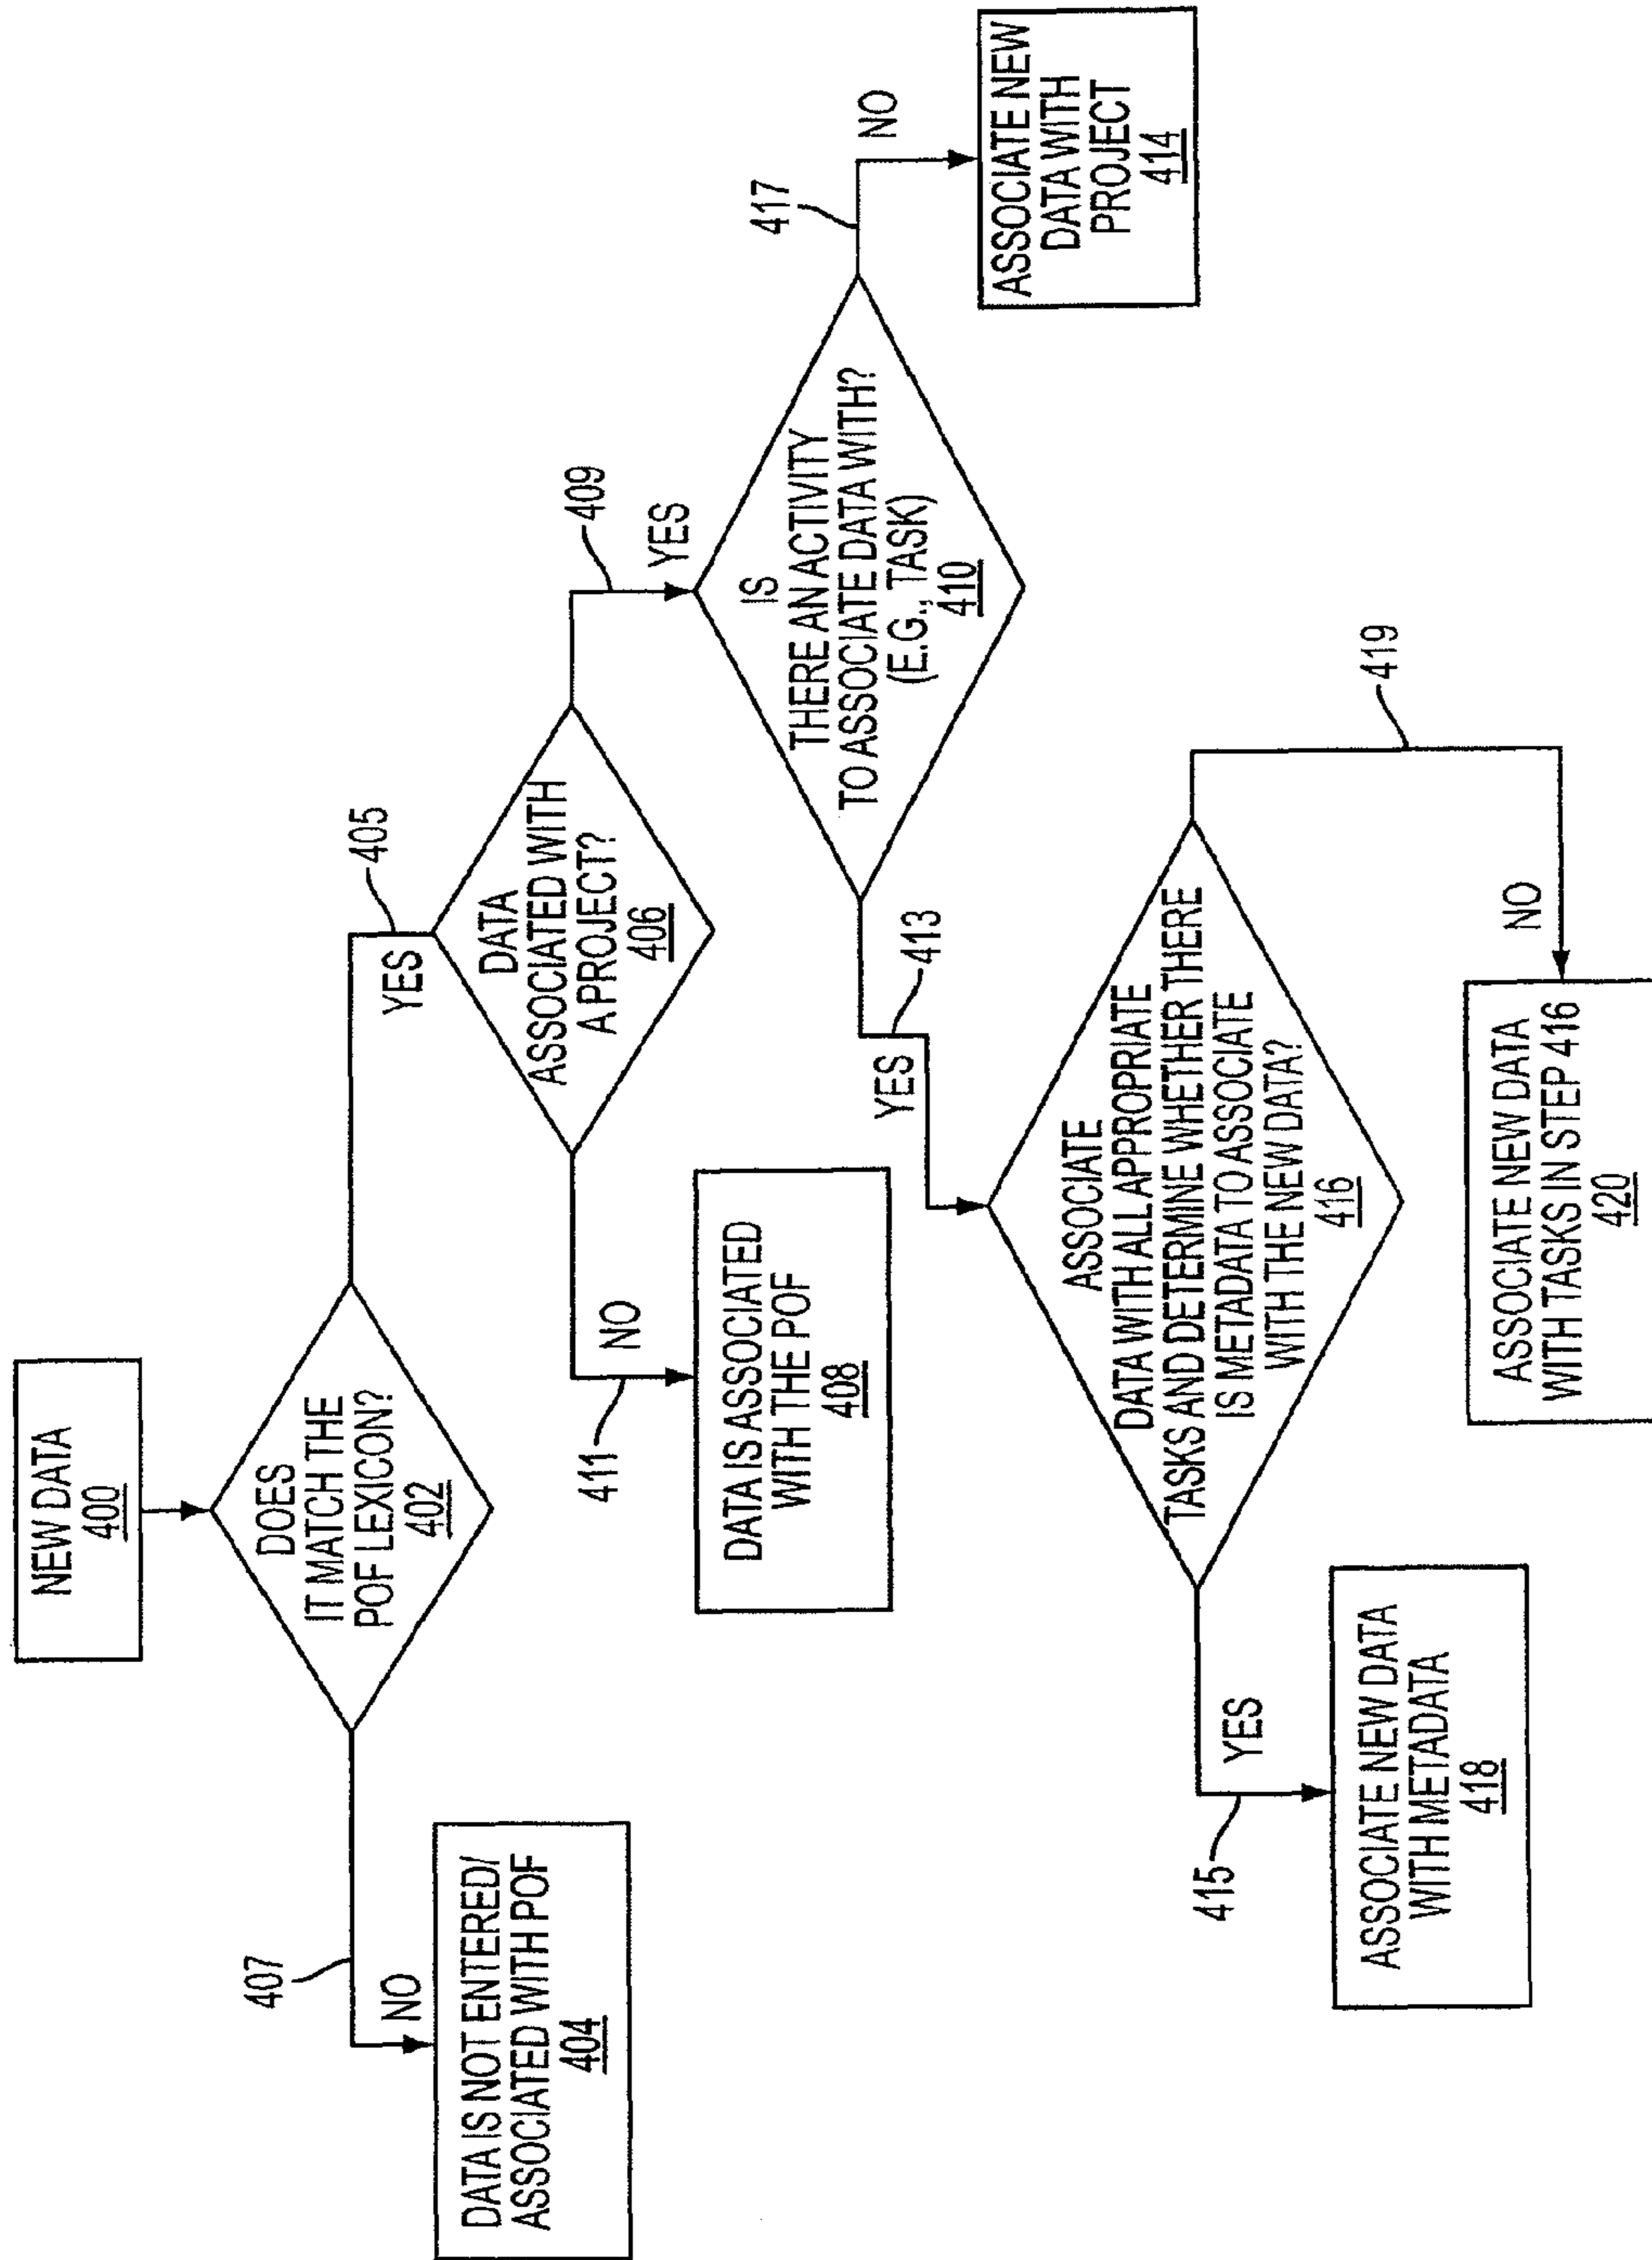 NEW DATA
400
DOES
IT MATCH THE
POF LEXICON?
402
407
NO
405
YES
DATA IS NOT ENTERED/
ASSOCIATED WITH POF
404
DATA
ASSOCIATED WITH
A PROJECT?
406
411
NO
409
YES
DATA IS ASSOCIATED
WITH THE POF
408
IS
THERE AN ACTIVITY
TO ASSOCIATE DATA WITH?
(E.G., TASK)
410
YES
413
417
NO
ASSOCIATE NEW
DATA WITH
PROJECT
414
ASSOCIATE
DATA WITH ALL APPROPRIATE
TASKS AND DETERMINE WHETHER THERE
IS METADATA TO ASSOCIATE
WITH THE NEW DATA?
416
415
YES
419
NO
ASSOCIATE NEW DATA
WITH METADATA
418
ASSOCIATE NEW DATA
WITH TASKS IN STEP 416
420